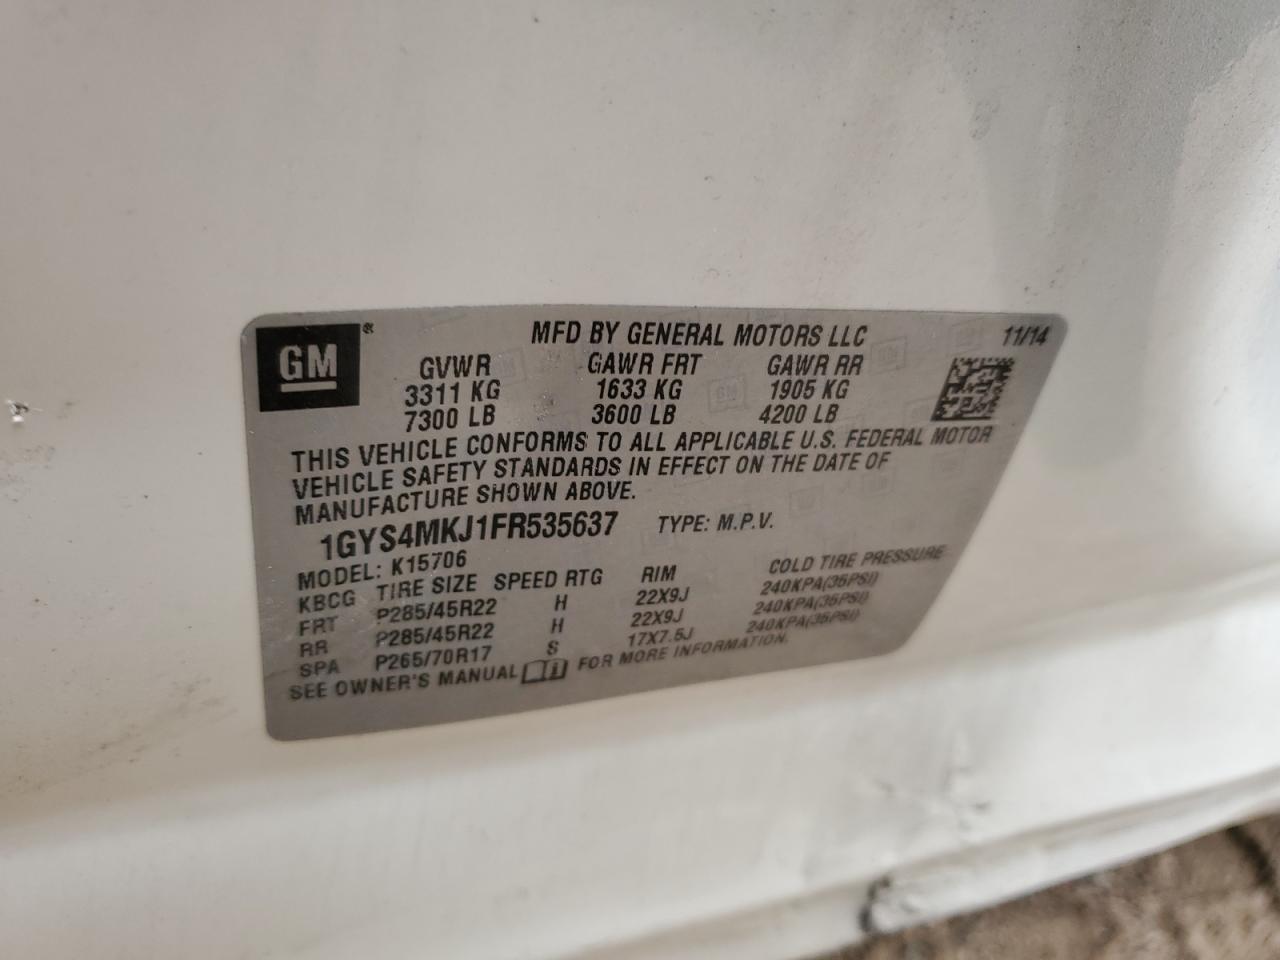 GM®
MFD BY GENERAL MOTORS LLC 11/14
GVWR GAWR FRT GAWR RR
3311 KG 1633 KG 1905 KG
7300 LB 3600 LB 4200 LB
THIS VEHICLE CONFORMS TO ALL APPLICABLE U.S. FEDERAL MOTOR
VEHICLE SAFETY STANDARDS IN EFFECT ON THE DATE OF
MANUFACTURE SHOWN ABOVE.
1GYS4MKJ1FR535637 TYPE: M.P.V.
MODEL: K15706
KBCG TIRE SIZE SPEED RTG RIM COLD TIRE PRESSURE
FRT P285/45R22 H 22X9J 240KPA(35PSI)
RR P285/45R22 H 22X9J 240KPA(35PSI)
SPA P265/70R17 S 17X7.5J 240KPA(35PSI)
SEE OWNER'S MANUAL FOR MORE INFORMATION.